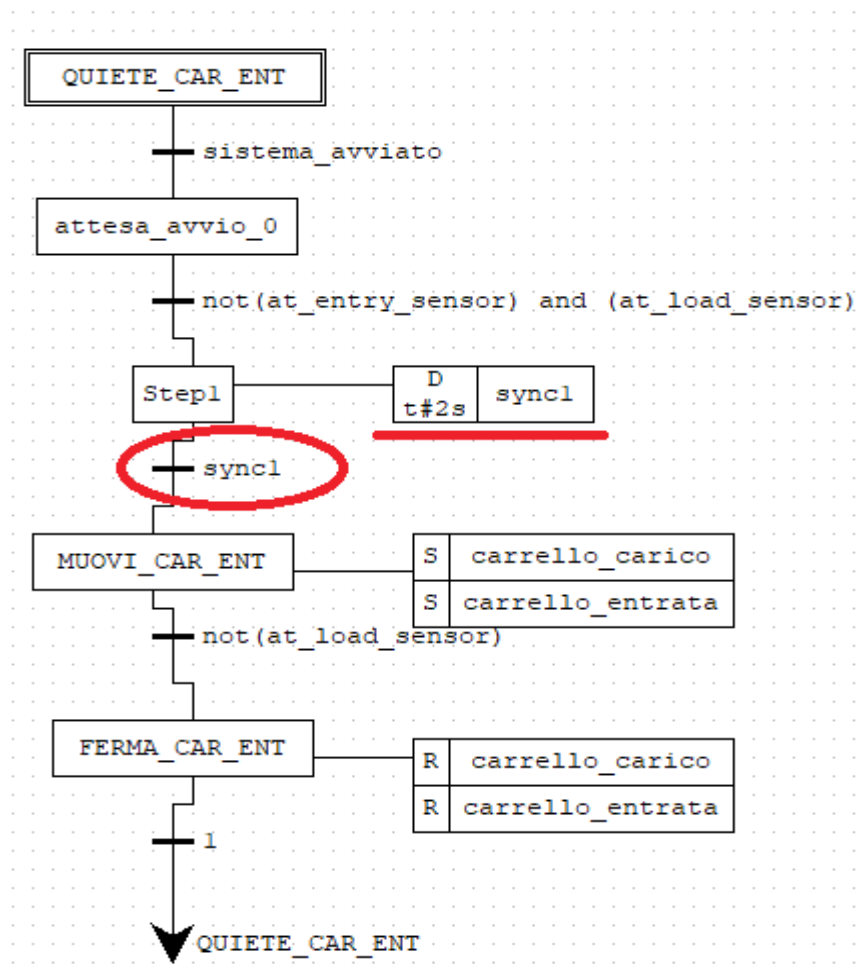 QUIETE_CAR_ENT
sistema_avviato
attesa_avvio_0
not(at_entry_sensor) and (at_load_sensor)
Step1
D
t#2s
sync1
sync1
MUOVI_CAR_ENT
S carrello_carico
S carrello_entrata
not(at_load_sensor)
FERMA_CAR_ENT
R carrello_carico
R carrello_entrata
1
QUIETE_CAR_ENT